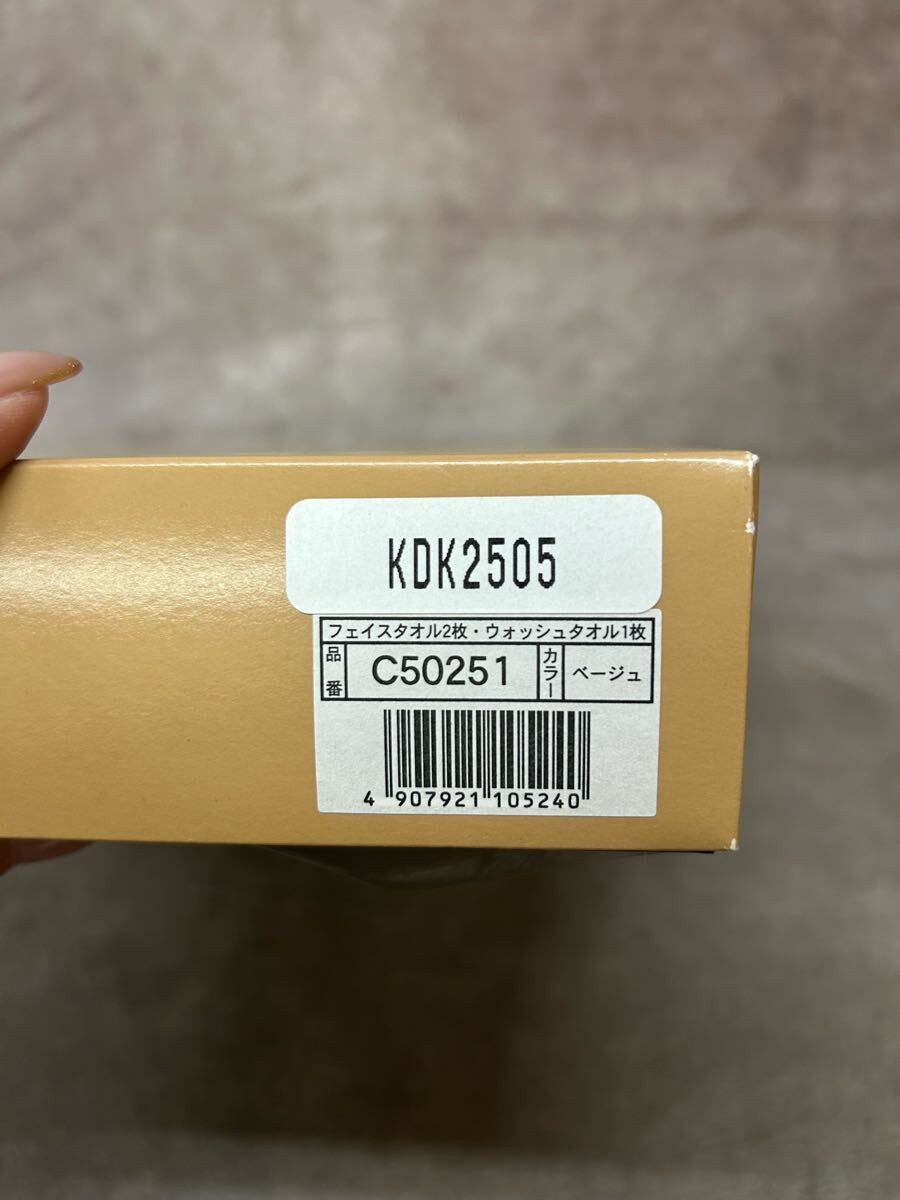 KDK2505
フェイスタオル2枚・ウォッシュタオル1枚
品番 C50251 カラー ベージュ
4 907921 105240